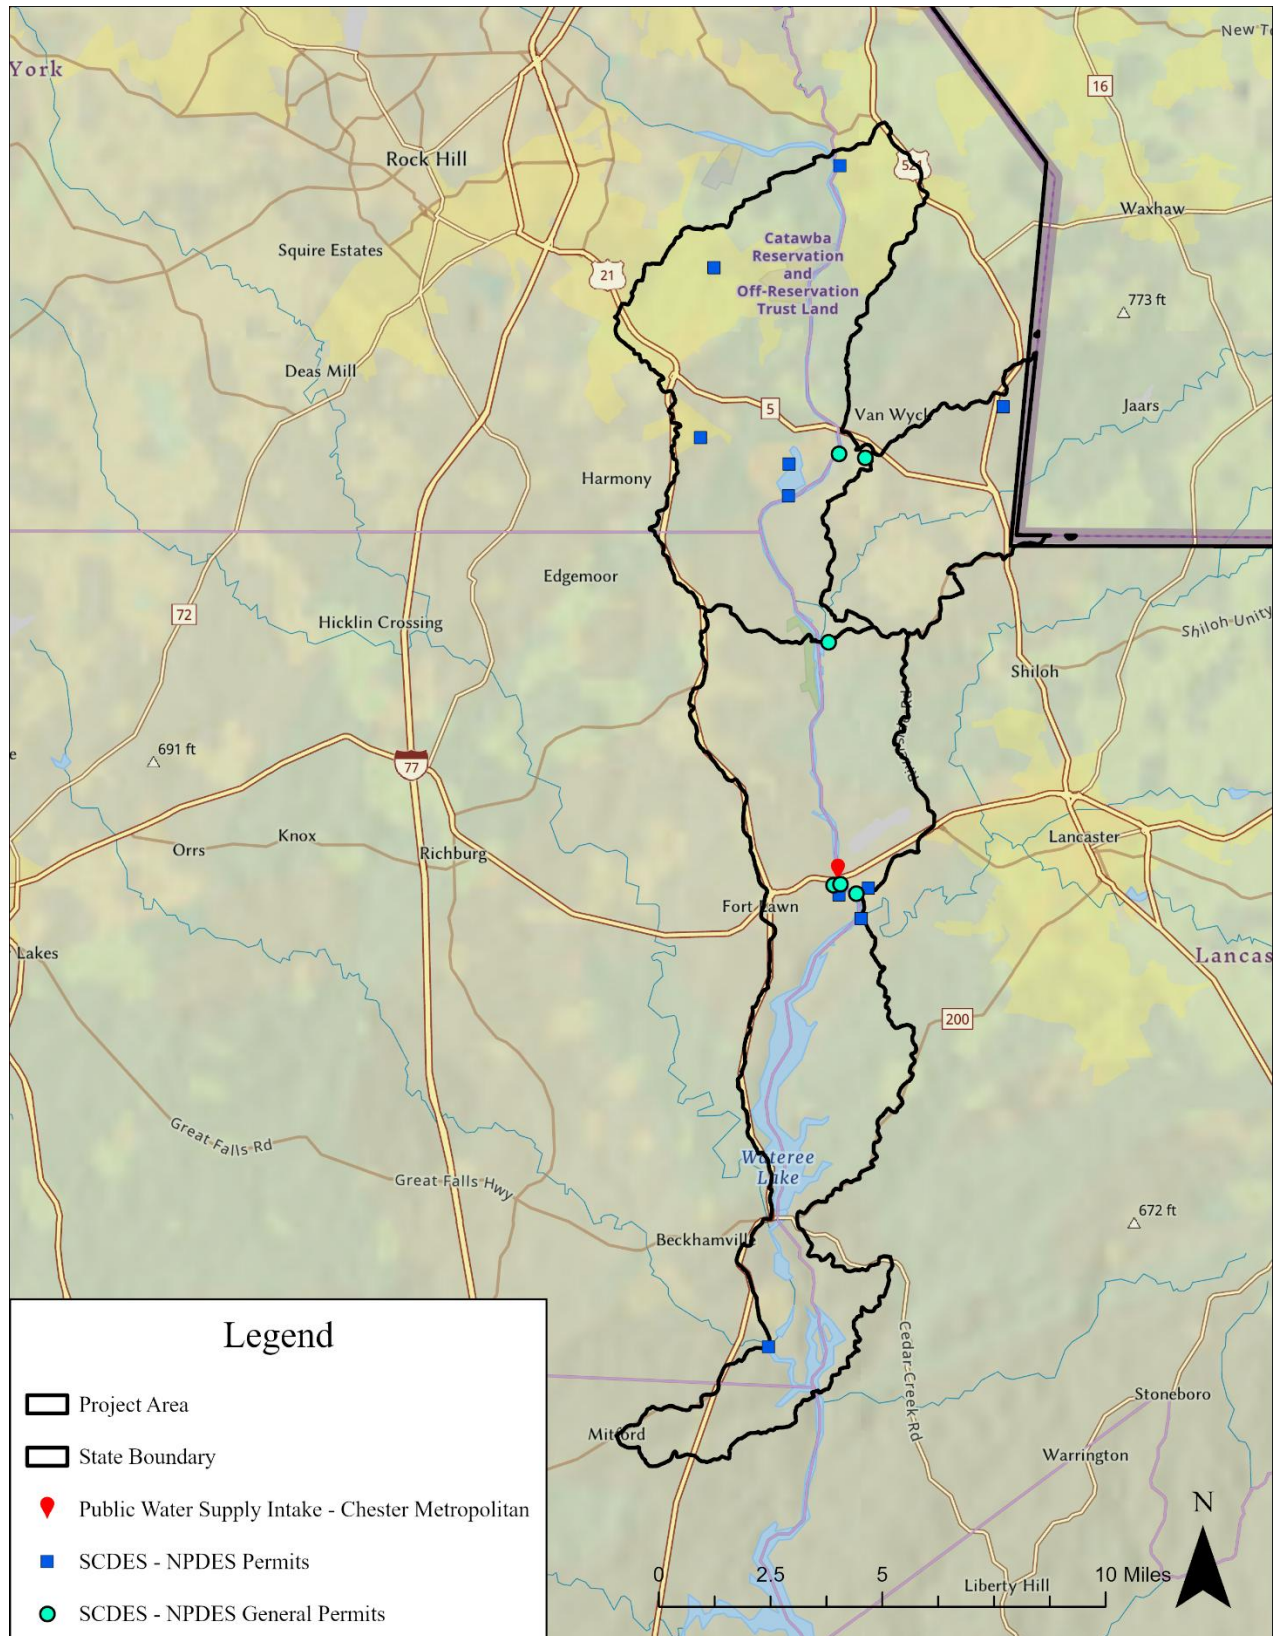 New To
York
16
Rock Hill
521
Waxhaw
Squire Estates
Catawba
Reservation
and
Off-Reservation
Trust Land
21
773 ft
Deas Mill
5
Van Wyck
Jaars
Harmony
Edgemoor
72
Hicklin Crossing
Shiloh Unity
Shiloh
691 ft
e
77
Knox
Orrs
Richburg
Lancaster
Fort Lawn
Lakes
Lancas
200
Great Falls Rd
Wateree
Lake
Great Falls Hwy
672 ft
Beckhamville
Cedar Creek Rd
Stoneboro
Mitford
Warrington
Liberty Hill
Legend
Project Area
State Boundary
Public Water Supply Intake - Chester Metropolitan
SCDES - NPDES Permits
SCDES - NPDES General Permits
N
0 2.5 5 10 Miles